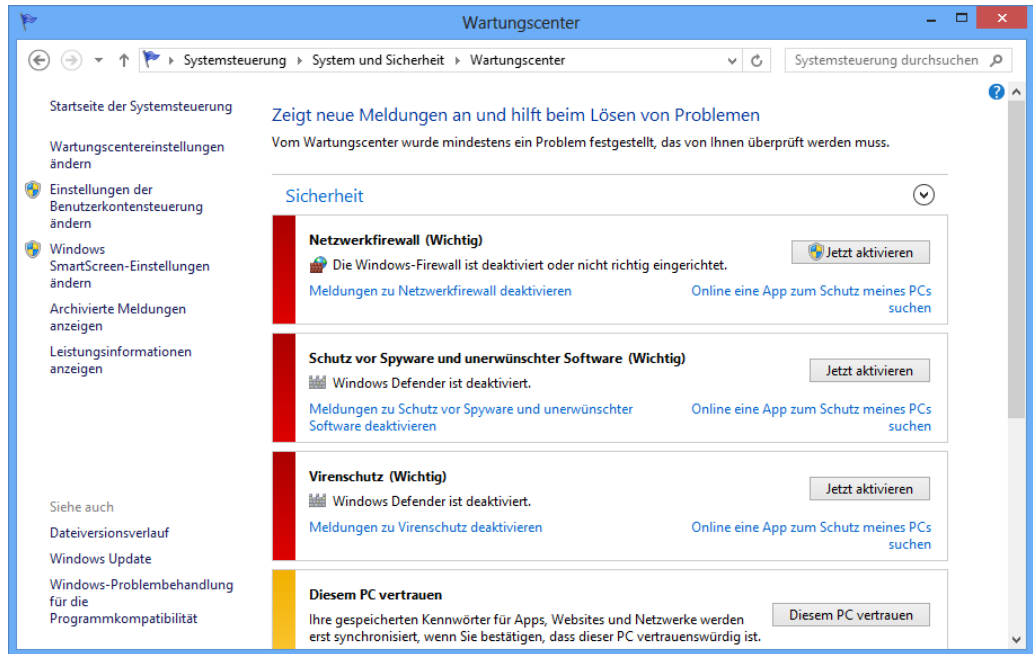 Wartungscenter
Systemsteuerung System und Sicherheit Wartungscenter
Systemsteuerung durchsuchen
Startseite der Systemsteuerung
Wartungscentereinstellungen
ändern
Einstellungen der
Benutzerkontensteuerung
ändern
Windows
SmartScreen-Einstellungen
ändern
Archivierte Meldungen
anzeigen
Leistungsinformationen
anzeigen
Siehe auch
Dateiversionsverlauf
Windows Update
Windows-Problembehandlung
für die
Programmkompatibilität
Zeigt neue Meldungen an und hilft beim Lösen von Problemen
Vom Wartungscenter wurde mindestens ein Problem festgestellt, das von Ihnen überprüft werden muss.
Sicherheit
Netzwerkfirewall (Wichtig)
Die Windows-Firewall ist deaktiviert oder nicht richtig eingerichtet.
Jetzt aktivieren
Meldungen zu Netzwerkfirewall deaktivieren
Online eine App zum Schutz meines PCs
suchen
Schutz vor Spyware und unerwünschter Software (Wichtig)
Windows Defender ist deaktiviert.
Jetzt aktivieren
Meldungen zu Schutz vor Spyware und unerwünschter
Software deaktivieren
Online eine App zum Schutz meines PCs
suchen
Virenschutz (Wichtig)
Windows Defender ist deaktiviert.
Jetzt aktivieren
Meldungen zu Virenschutz deaktivieren
Online eine App zum Schutz meines PCs
suchen
Diesem PC vertrauen
Ihre gespeicherten Kennwörter für Apps, Websites und Netzwerke werden
erst synchronisiert, wenn Sie bestätigen, dass dieser PC vertrauenswürdig ist.
Diesem PC vertrauen